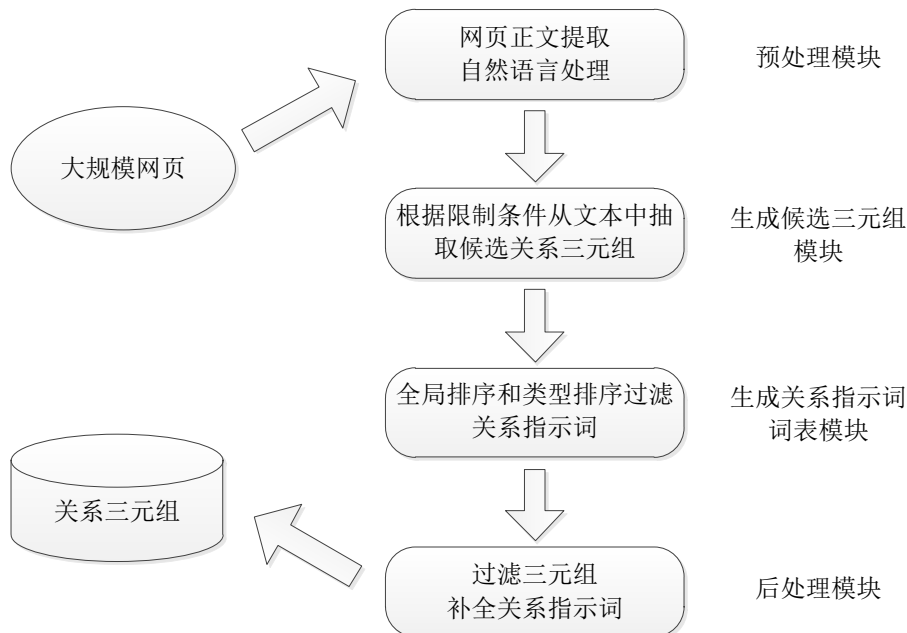 网页正文提取
自然语言处理
预处理模块
大规模网页
根据限制条件从文本中抽
取候选关系三元组
生成候选三元组
模块
全局排序和类型排序过滤
关系指示词
生成关系指示词
词表模块
关系三元组
过滤三元组
补全关系指示词
后处理模块